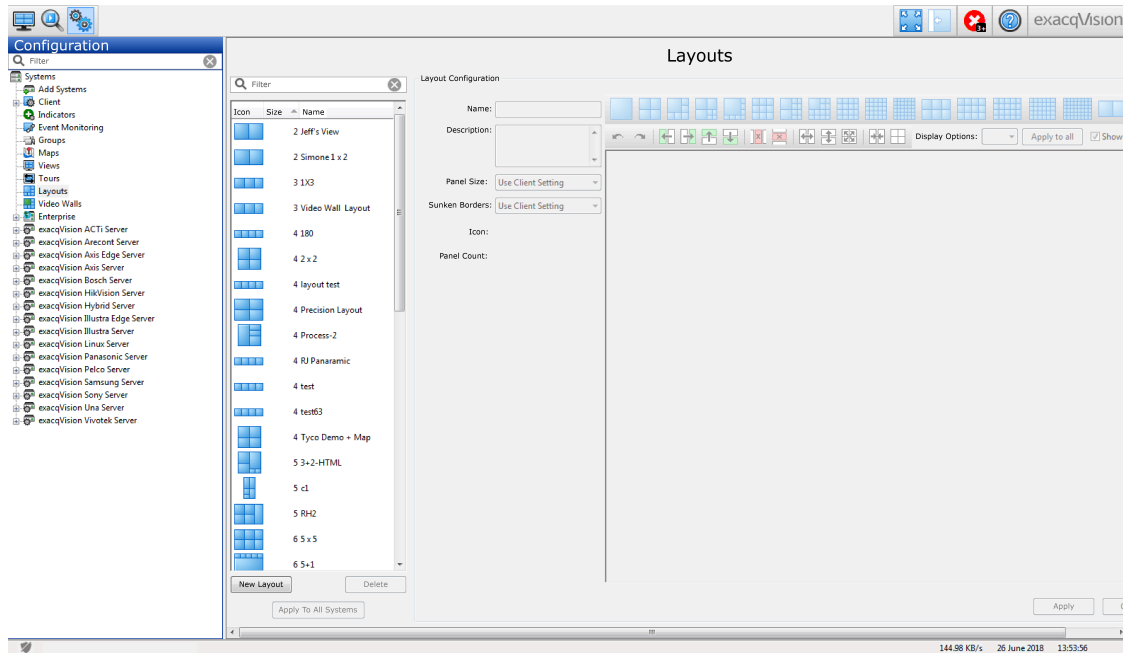 3+
exacqVision
Configuration
Filter
Systems
Add Systems
Client
Indicators
Event Monitoring
Groups
Maps
Views
Tours
Layouts
Video Walls
Enterprise
exacqVision ACTi Server
exacqVision Arecont Server
exacqVision Axis Edge Server
exacqVision Axis Server
exacqVision Bosch Server
exacqVision HikVision Server
exacqVision Hybrid Server
exacqVision Illustra Edge Server
exacqVision Illustra Server
exacqVision Linux Server
exacqVision Panasonic Server
exacqVision Pelco Server
exacqVision Samsung Server
exacqVision Sony Server
exacqVision Una Server
exacqVision Vivotek Server
Layouts
Filter
Icon Size Name
2 Jeff's View
2 Simone 1 x 2
3 1X3
3 Video Wall Layout
4 180
4 2 x 2
4 layout test
4 Precision Layout
4 Process-2
4 RJ Panaramic
4 test
4 test63
4 Tyco Demo + Map
5 3+2-HTML
5 c1
5 RH2
6 5 x 5
6 5+1
New Layout Delete
Apply To All Systems
Layout Configuration
Name:
Description:
Panel Size: Use Client Setting
Sunken Borders: Use Client Setting
Icon:
Panel Count:
Display Options: Apply to all Show
Apply
144.98 KB/s 26 June 2018 13:53:56